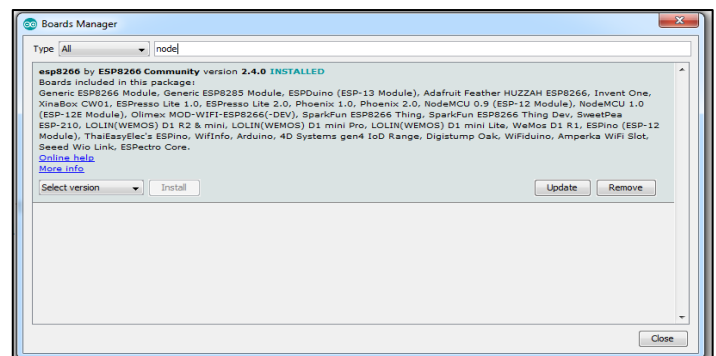 Boards Manager
Type All node
esp8266 by ESP8266 Community version 2.4.0 INSTALLED
Boards included in this package:
Generic ESP8266 Module, Generic ESP8285 Module, ESPDuino (ESP-13 Module), Adafruit Feather HUZZAH ESP8266, Invent One,
XinaBox CW01, ESPresso Lite 1.0, ESPresso Lite 2.0, Phoenix 1.0, Phoenix 2.0, NodeMCU 0.9 (ESP-12 Module), NodeMCU 1.0
(ESP-12E Module), Olimex MOD-WIFI-ESP8266(-DEV), SparkFun ESP8266 Thing, SparkFun ESP8266 Thing Dev, SweetPea
ESP-210, LOLIN(WEMOS) D1 R2 & mini, LOLIN(WEMOS) D1 mini Pro, LOLIN(WEMOS) D1 mini Lite, WeMos D1 R1, ESPino (ESP-12
Module), ThaiEasyElec's ESPino, WifInfo, Arduino, 4D Systems gen4 IoD Range, Digistump Oak, WiFiduino, Amperka WiFi Slot,
Seeed Wio Link, ESPectro Core.
Online help
More info
Select version Install Update Remove
Close